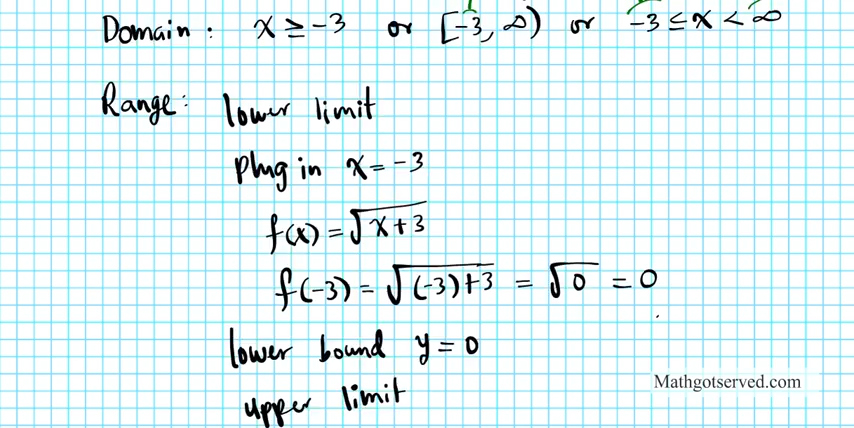 Domain : x ≥ -3 or [-3, ∞) or -3 ≤ x < ∞
Range: lower limit
plug in x = -3
f(x) = √x+3
f(-3) = √(-3)+3 = √0 = 0
lower bound y = 0
Mathgotserved.com
upper limit